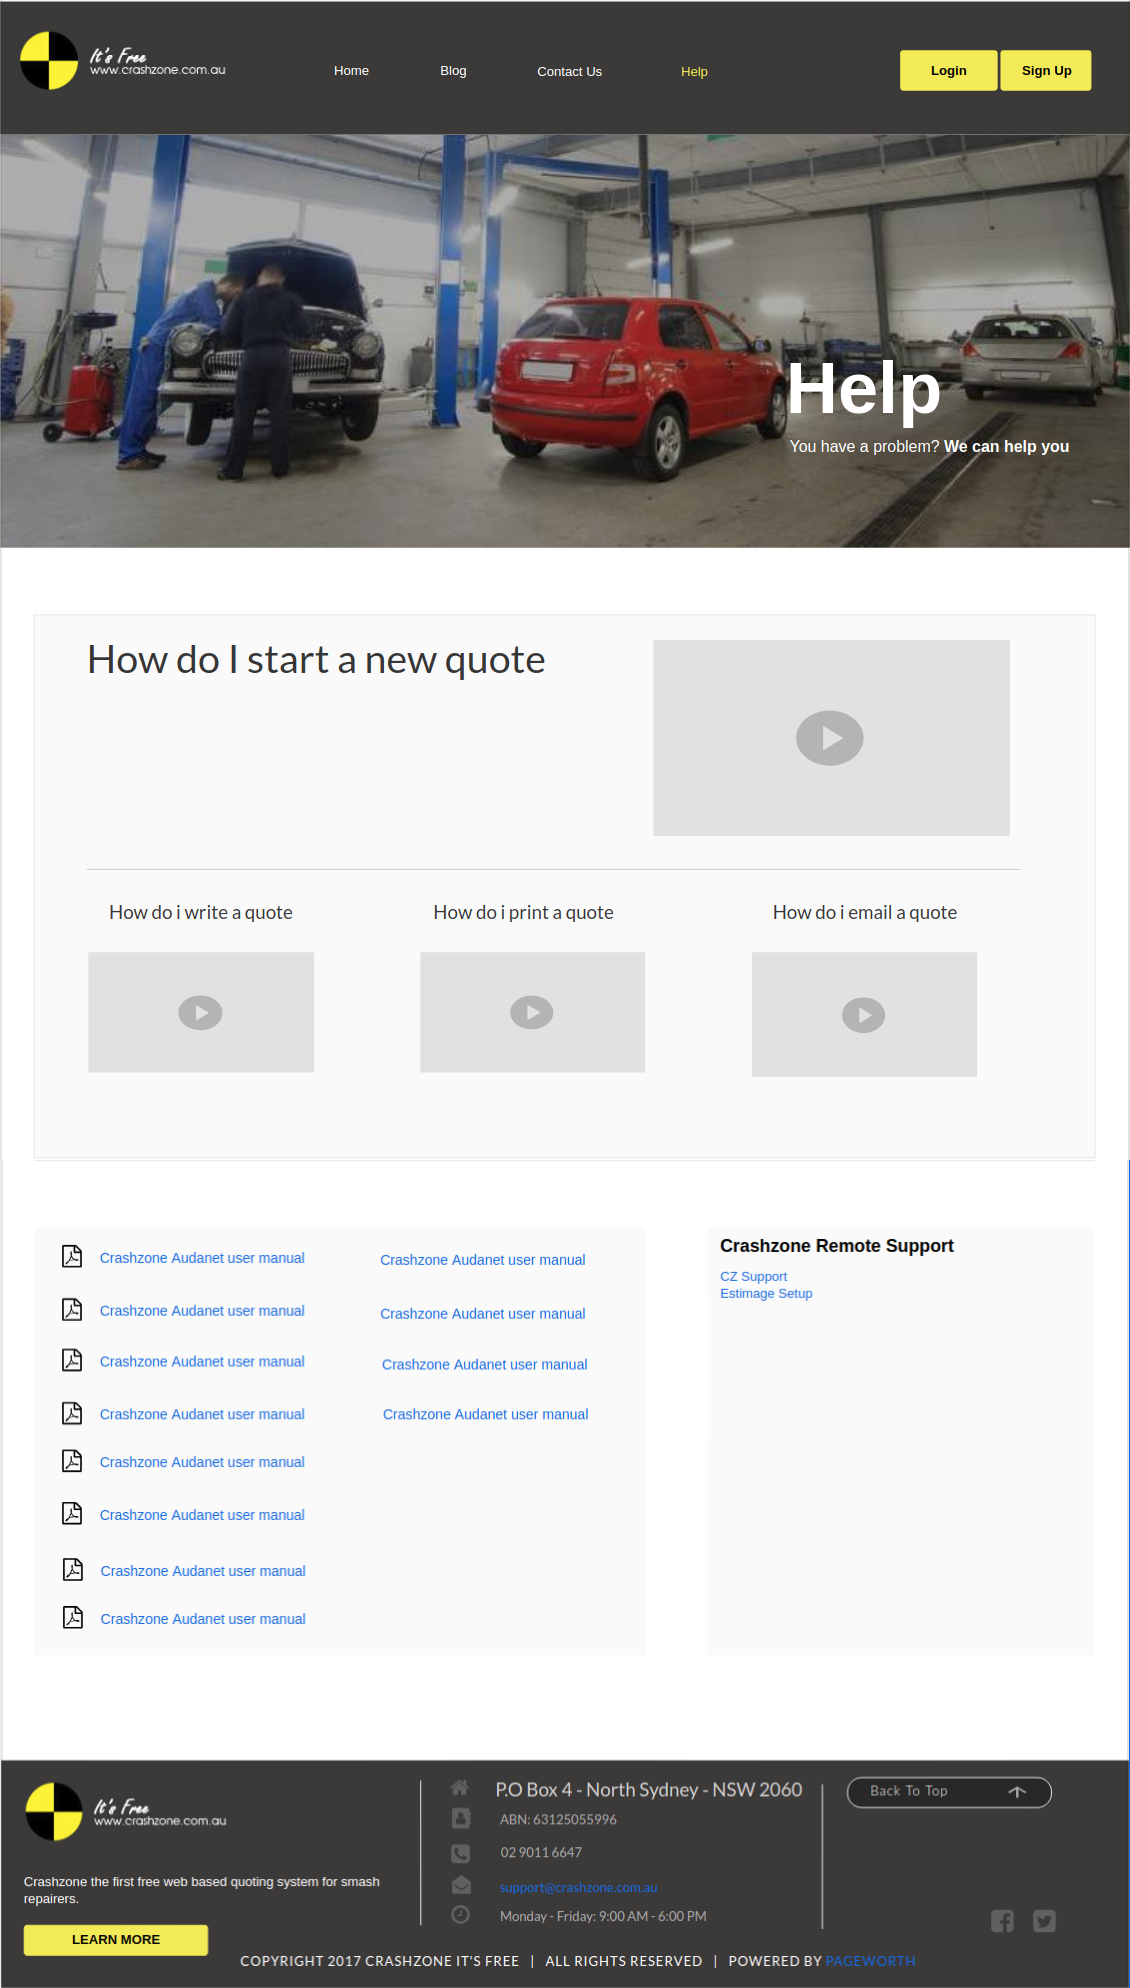 It's Free
www.crashzone.com.au
Home
Blog
Contact Us
Help
Login
Sign Up
Help
You have a problem? We can help you
How do I start a new quote
How do i write a quote
How do i print a quote
How do i email a quote
Crashzone Audanet user manual
Crashzone Audanet user manual
Crashzone Audanet user manual
Crashzone Audanet user manual
Crashzone Audanet user manual
Crashzone Audanet user manual
Crashzone Audanet user manual
Crashzone Audanet user manual
Crashzone Audanet user manual
Crashzone Audanet user manual
Crashzone Audanet user manual
Crashzone Audanet user manual
Crashzone Remote Support
CZ Support
Estimage Setup
It's Free
www.crashzone.com.au
Crashzone the first free web based quoting system for smash
repairers.
LEARN MORE
P.O Box 4 - North Sydney - NSW 2060
ABN: 63125055996
02 9011 6647
support@crashzone.com.au
Monday - Friday: 9:00 AM - 6:00 PM
Back To Top
COPYRIGHT 2017 CRASHZONE IT'S FREE | ALL RIGHTS RESERVED | POWERED BY PAGEWORTH